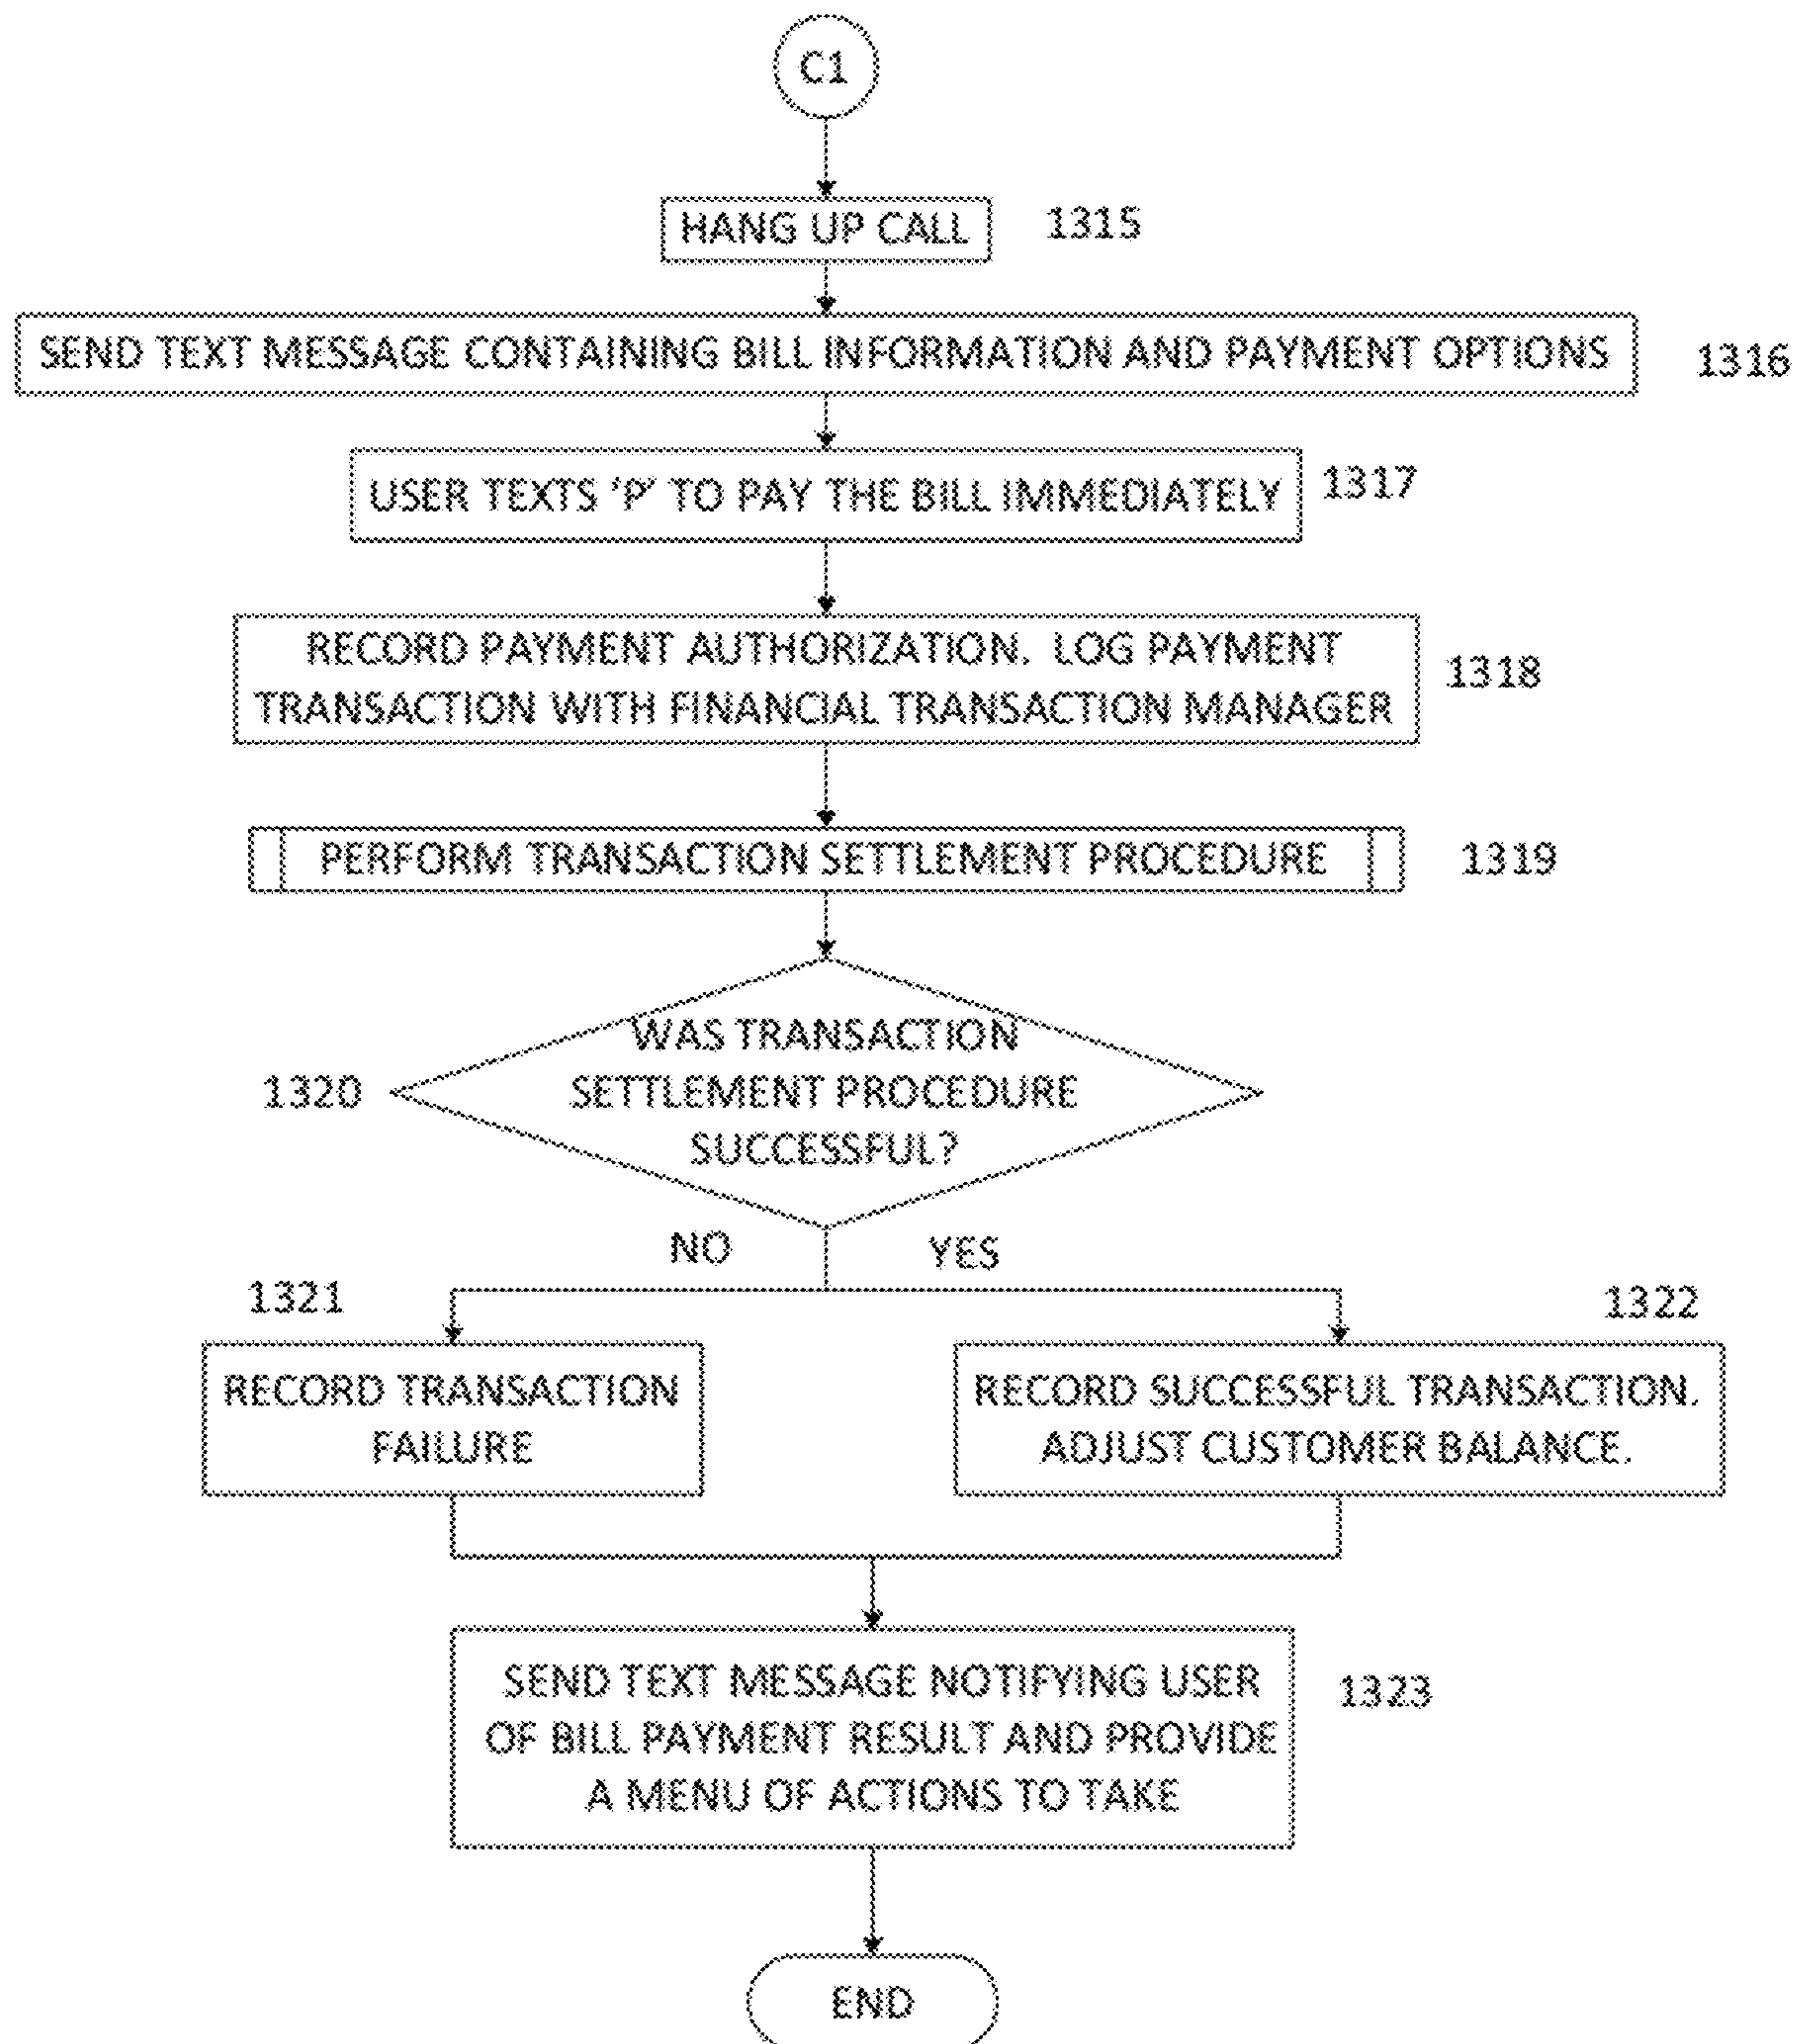 C1
HANG UP CALL
1315
SEND TEXT MESSAGE CONTAINING BILL INFORMATION AND PAYMENT OPTIONS
1316
USER TEXTS 'P' TO PAY THE BILL IMMEDIATELY
1317
RECORD PAYMENT AUTHORIZATION. LOG PAYMENT
TRANSACTION WITH FINANCIAL TRANSACTION MANAGER
1318
PERFORM TRANSACTION SETTLEMENT PROCEDURE
1319
WAS TRANSACTION
SETTLEMENT PROCEDURE
SUCCESSFUL?
1320
NO
YES
1321
1322
RECORD TRANSACTION
FAILURE
RECORD SUCCESSFUL TRANSACTION.
ADJUST CUSTOMER BALANCE.
SEND TEXT MESSAGE NOTIFYING USER
OF BILL PAYMENT RESULT AND PROVIDE
A MENU OF ACTIONS TO TAKE
1323
END